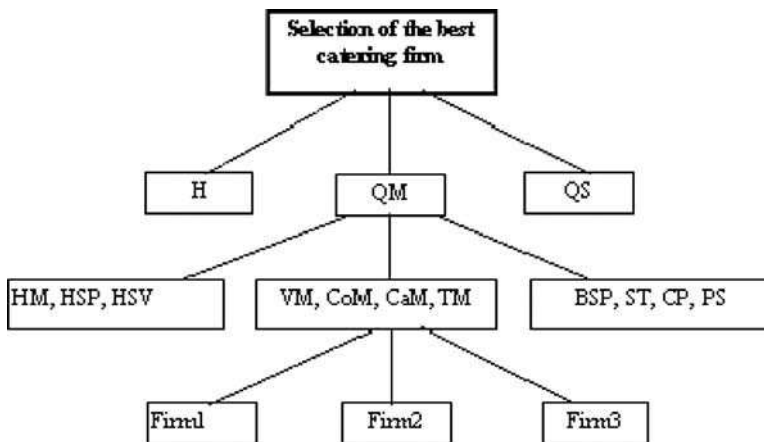 Selection of the best
catering firm
H
QM
QS
HM, HSP, HSV
VM, CoM, CaM, TM
BSP, ST, CP, PS
Firm1
Firm2
Firm3